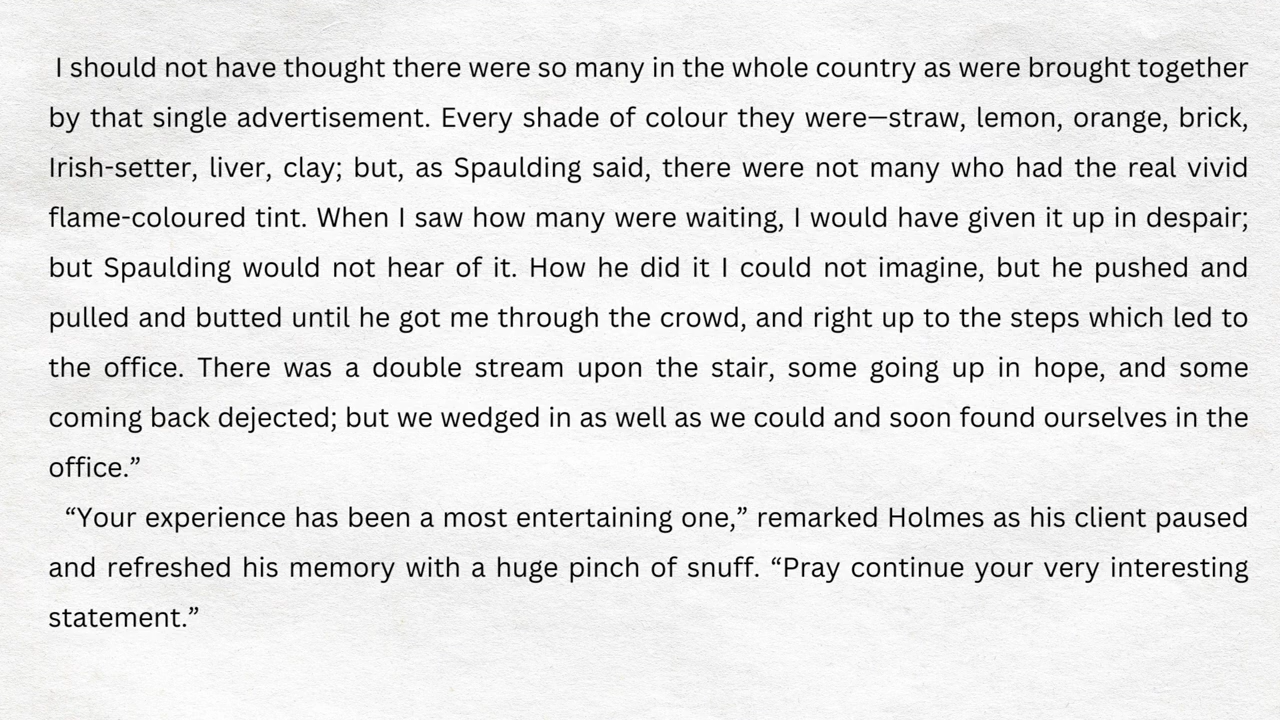 I should not have thought there were so many in the whole country as were brought together
by that single advertisement. Every shade of colour they were—straw, lemon, orange, brick,
Irish-setter, liver, clay; but, as Spaulding said, there were not many who had the real vivid
flame-coloured tint. When I saw how many were waiting, I would have given it up in despair;
but Spaulding would not hear of it. How he did it I could not imagine, but he pushed and
pulled and butted until he got me through the crowd, and right up to the steps which led to
the office. There was a double stream upon the stair, some going up in hope, and some
coming back dejected; but we wedged in as well as we could and soon found ourselves in the
office.”
“Your experience has been a most entertaining one,” remarked Holmes as his client paused
and refreshed his memory with a huge pinch of snuff. “Pray continue your very interesting
statement.”